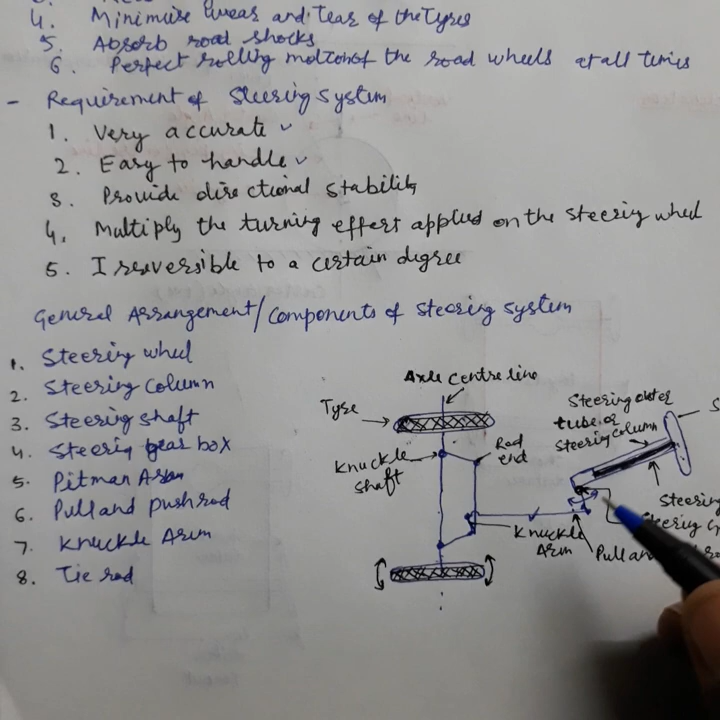 4. Minimise wear and Tear of the Tyres
5. Absorb road shocks
6. Perfect rolling motion of the road wheels at all times
- Requirement of Steering System
1. Very accurate
2. Easy to handle
3. Provide directional stability
4. Multiply the turning effort applied on the steering wheel
5. Irreversible to a certain degree
General Arrangement/Components of Steering system
1. Steering wheel
2. Steering Column
3. Steering shaft
4. Steering gear box
5. Pitman Arm
6. Pull and push rod
7. Knuckle Arm
8. Tie rod
Axle centre line
Tyre
Knuckle shaft
Rod end
Steering outer
tube or
Steering column
S
Steering
Steering
Knuckle
Arm
Pull an